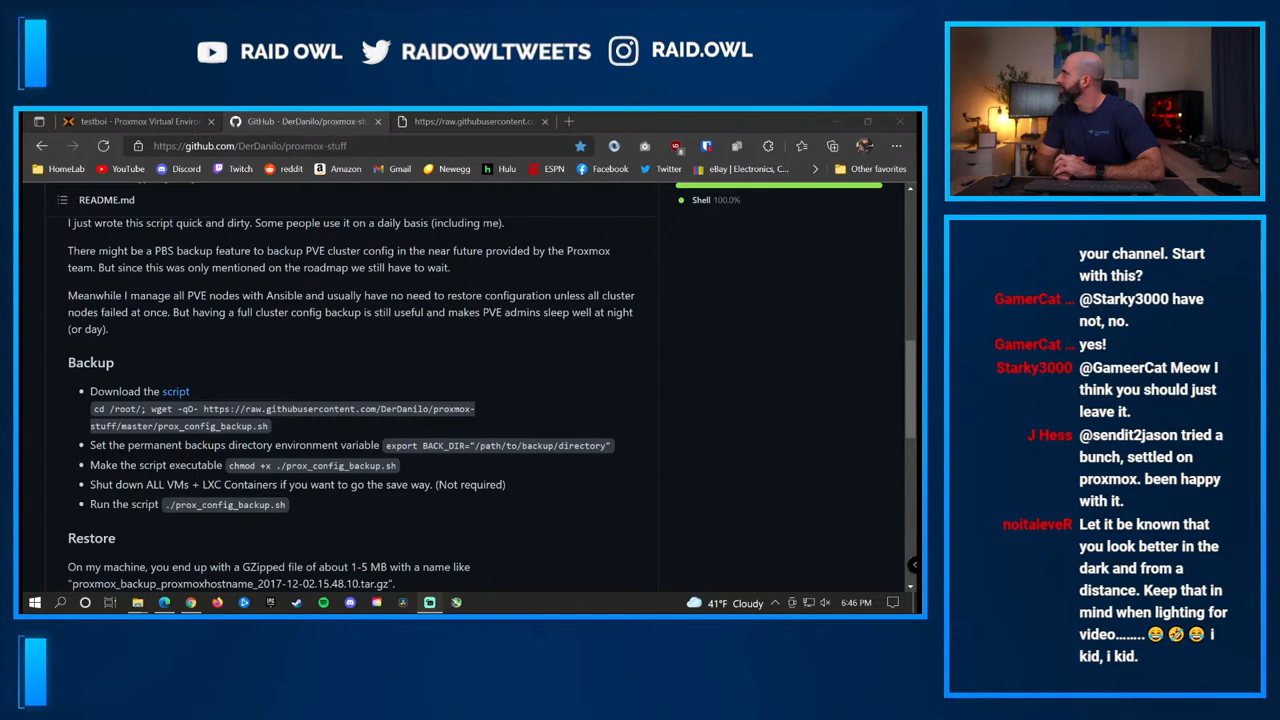 RAID OWL
RAIDOWLTWEETS
RAID.OWL
testboi - Proxmox Virtual Enviro
GitHub - DerDanilo/proxmox-stu
https://raw.githubusercontent.co
https://github.com/DerDanilo/proxmox-stuff
HomeLab
YouTube
Discord
Twitch
reddit
Amazon
Gmail
Newegg
Hulu
ESPN
Facebook
Twitter
eBay | Electronics, C...
Other favorites
README.md
Shell 100.0%
I just wrote this script quick and dirty. Some people use it on a daily basis (including me).
There might be a PBS backup feature to backup PVE cluster config in the near future provided by the Proxmox
team. But since this was only mentioned on the roadmap we still have to wait.
Meanwhile I manage all PVE nodes with Ansible and usually have no need to restore configuration unless all cluster
nodes failed at once. But having a full cluster config backup is still useful and makes PVE admins sleep well at night
(or day).
Backup
Download the script
cd /root/; wget -qO- https://raw.githubusercontent.com/DerDanilo/proxmox-
stuff/master/prox_config_backup.sh
Set the permanent backups directory environment variable export BACK_DIR="/path/to/backup/directory"
Make the script executable chmod +x ./prox_config_backup.sh
Shut down ALL VMs + LXC Containers if you want to go the save way. (Not required)
Run the script ./prox_config_backup.sh
Restore
On my machine, you end up with a GZipped file of about 1-5 MB with a name like
"proxmox_backup_proxmoxhostname_2017-12-02.15.48.10.tar.gz".
41°F Cloudy
6:46 PM
your channel. Start
with this?
GamerCat ... @Starky3000 have
not, no.
GamerCat ... yes!
Starky3000 @GameerCat Meow I
think you should just
leave it.
J Hess @sendit2jason tried a
bunch, settled on
proxmox. been happy
with it.
noitaleveR Let it be known that
you look better in the
dark and from a
distance. Keep that in
mind when lighting for
video........ 😂 🤣 😂 i
kid, i kid.